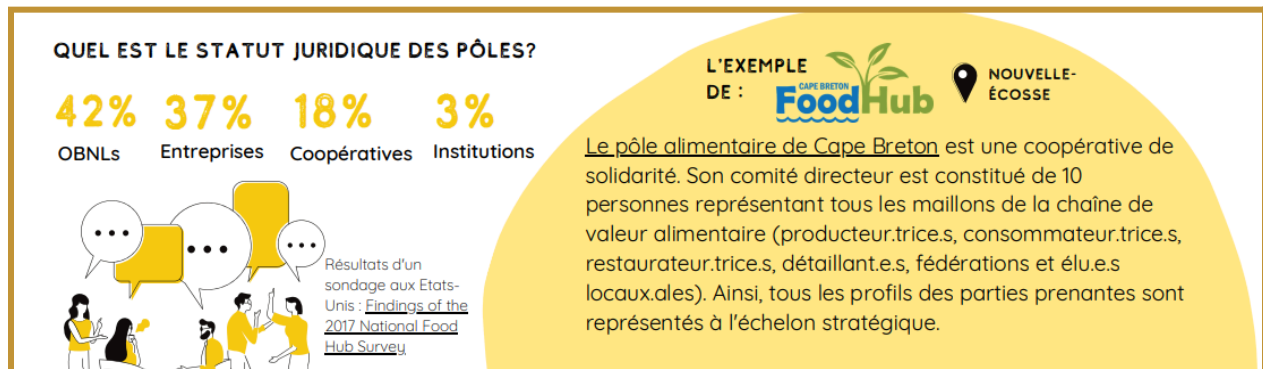 QUEL EST LE STATUT JURIDIQUE DES PÔLES?
42% 37% 18% 3%
OBNLs Entreprises Coopératives Institutions
Résultats d'un
sondage aux Etats-
Unis : Findings of the
2017 National Food
Hub Survey
L'EXEMPLE
DE :
CAPE BRETON
FoodHub
NOUVELLE-
ÉCOSSE
Le pôle alimentaire de Cape Breton est une coopérative de
solidarité. Son comité directeur est constitué de 10
personnes représentant tous les maillons de la chaîne de
valeur alimentaire (producteur.trice.s, consommateur.trice.s,
restaurateur.trice.s, détaillant.e.s, fédérations et élu.e.s
locaux.ales). Ainsi, tous les profils des parties prenantes sont
représentés à l'échelon stratégique.